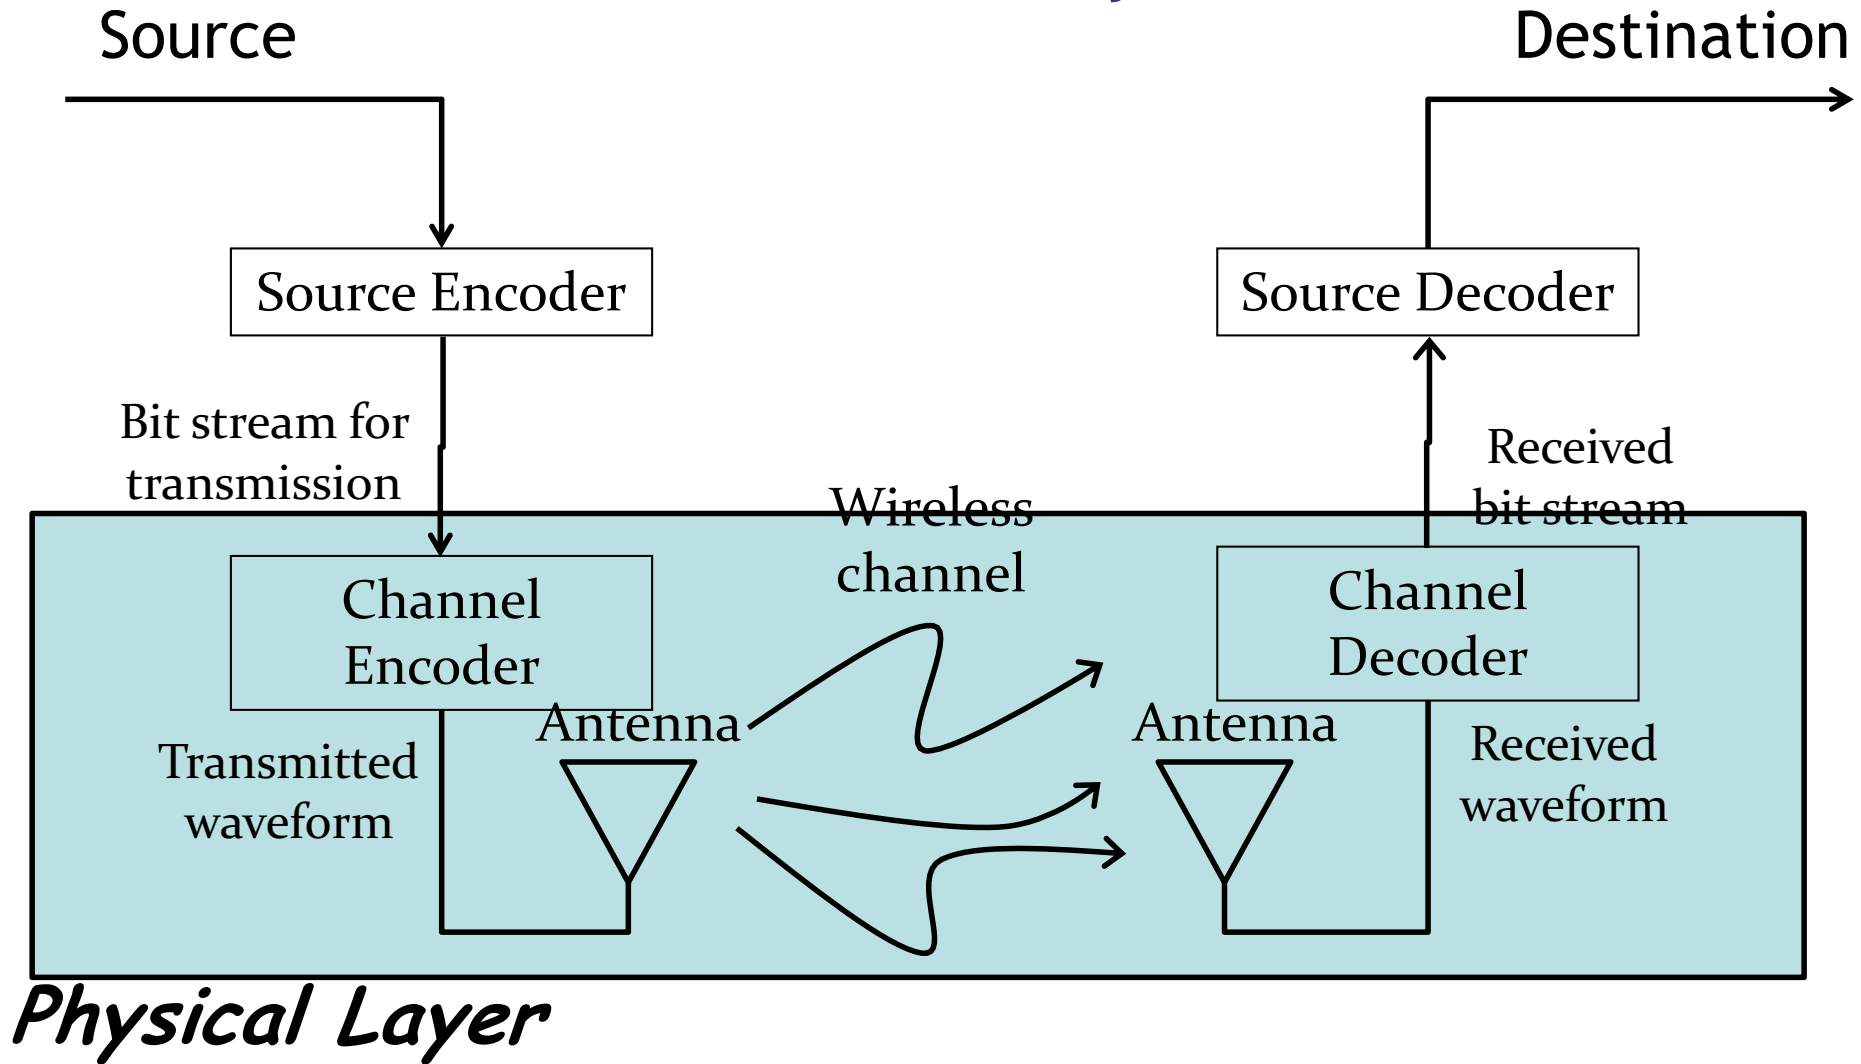 Source
Destination
Source Encoder
Source Decoder
Bit stream for
transmission
Received
bit stream
Wireless
channel
Channel
Encoder
Channel
Decoder
Antenna
Antenna
Transmitted
waveform
Received
waveform
Physical Layer